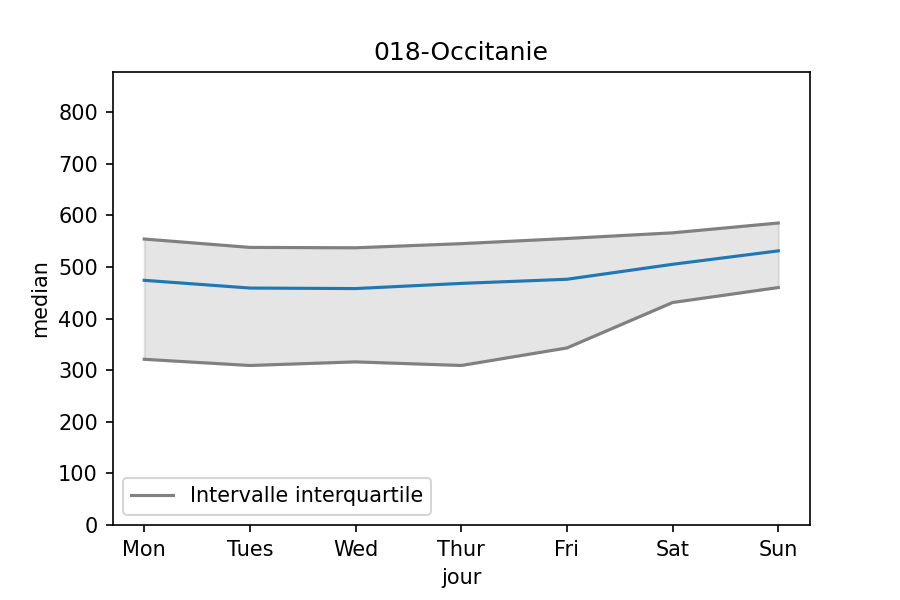 018-Occitanie
median
800
700
600
500
400
300
200
100
0
Intervalle interquartile
Mon Tues Wed Thur Fri Sat Sun
jour